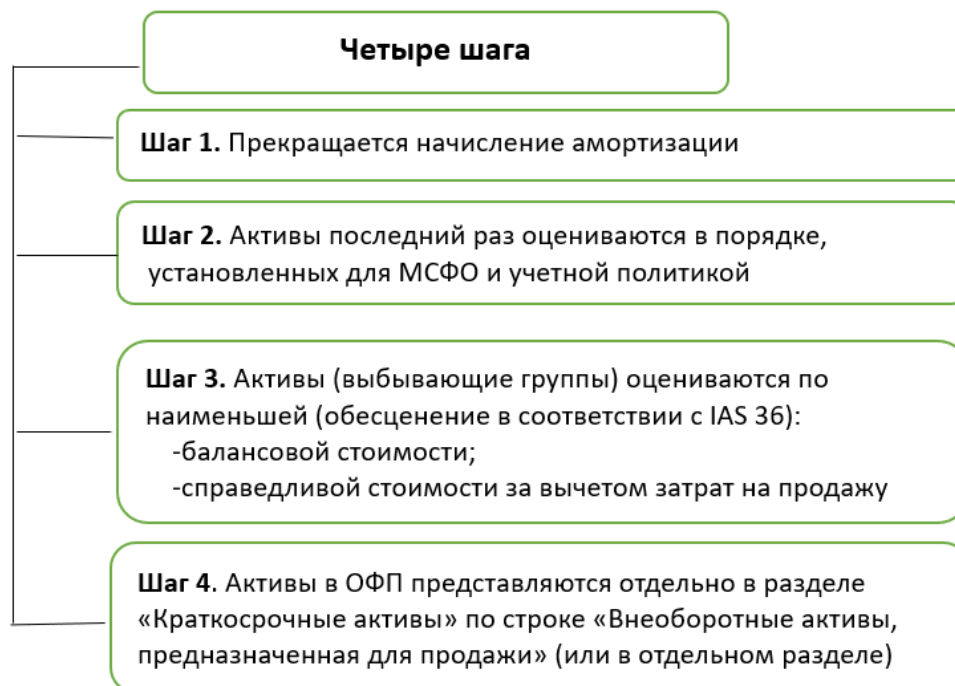 Четыре шага
Шаг 1. Прекращается начисление амортизации
Шаг 2. Активы последний раз оцениваются в порядке,
установленных для МСФО и учетной политикой
Шаг 3. Активы (выбывающие группы) оцениваются по
наименьшей (обесценение в соответствии с IAS 36):
-балансовой стоимости;
-справедливой стоимости за вычетом затрат на продажу
Шаг 4. Активы в ОФП представляются отдельно в разделе
«Краткосрочные активы» по строке «Внеоборотные активы,
предназначенная для продажи» (или в отдельном разделе)